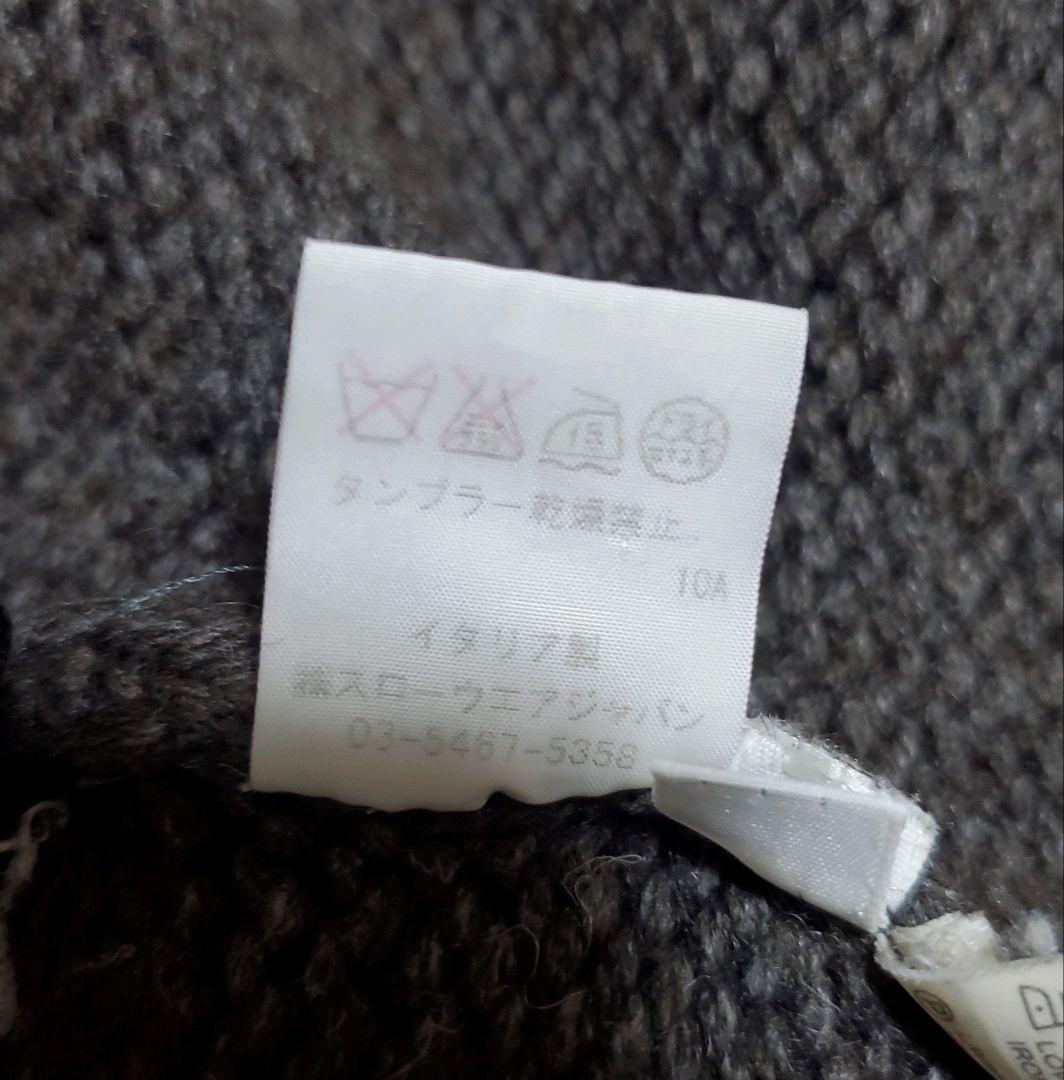 タンブラー乾燥禁止
10A
イタリア製
㈱スローウエアジャパン
03-5467-5358